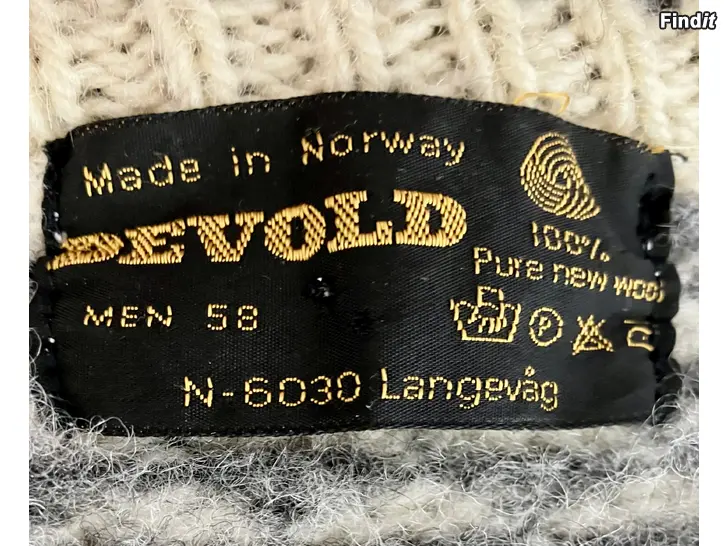 Findit
Made in Norway
DEVOLD
100%
Pure new wool
MEN 58
P
N-6030 Langevåg